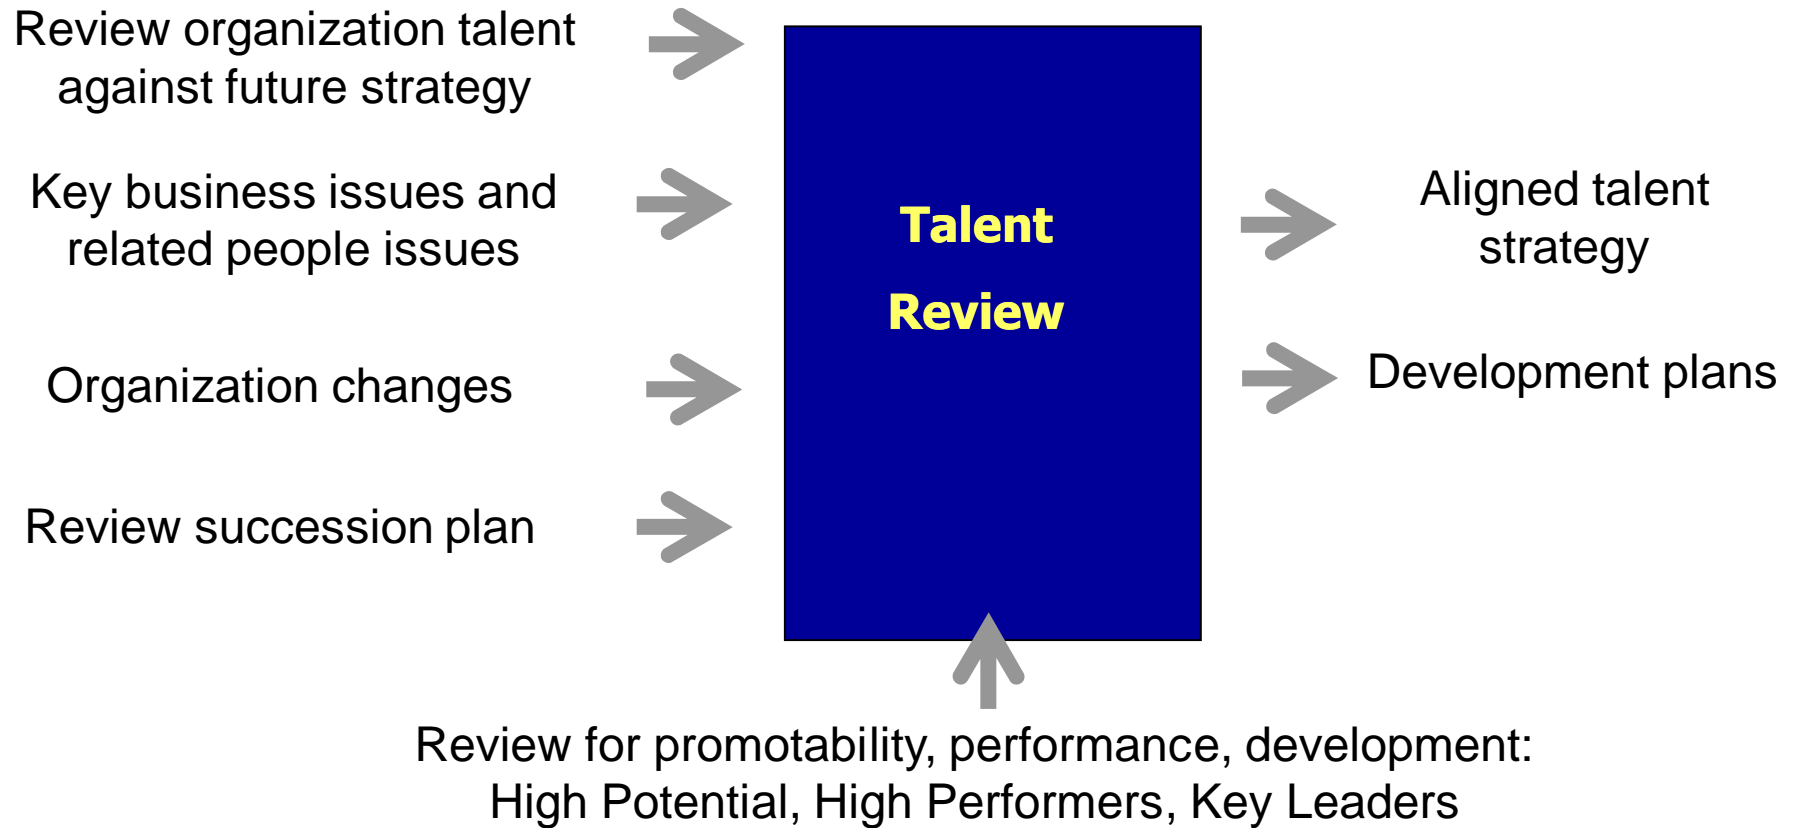 Review organization talent
against future strategy
Key business issues and
related people issues
Organization changes
Review succession plan
Talent
Review
Aligned talent
strategy
Development plans
Review for promotability, performance, development:
High Potential, High Performers, Key Leaders